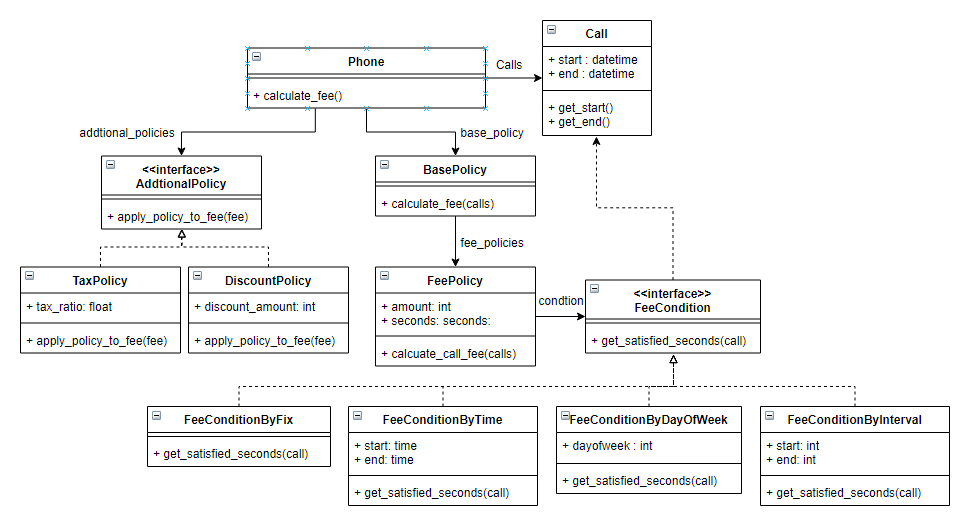 Phone
+ calculate_fee()
Calls
Call
+ start : datetime
+ end : datetime
+ get_start()
+ get_end()
addtional_policies
base_policy
<<interface>>
AddtionalPolicy
+ apply_policy_to_fee(fee)
BasePolicy
+ calculate_fee(calls)
fee_policies
TaxPolicy
+ tax_ratio: float
+ apply_policy_to_fee(fee)
DiscountPolicy
+ discount_amount: int
+ apply_policy_to_fee(fee)
FeePolicy
+ amount: int
+ seconds: seconds:
+ calcuate_call_fee(calls)
condtion
<<interface>>
FeeCondition
+ get_satisfied_seconds(call)
FeeConditionByFix
+ get_satisfied_seconds(call)
FeeConditionByTime
+ start: time
+ end: time
+ get_satisfied_seconds(call)
FeeConditionByDayOfWeek
+ dayofweek : int
+ get_satisfied_seconds(call)
FeeConditionByInterval
+ start: int
+ end: int
+ get_satisfied_seconds(call)